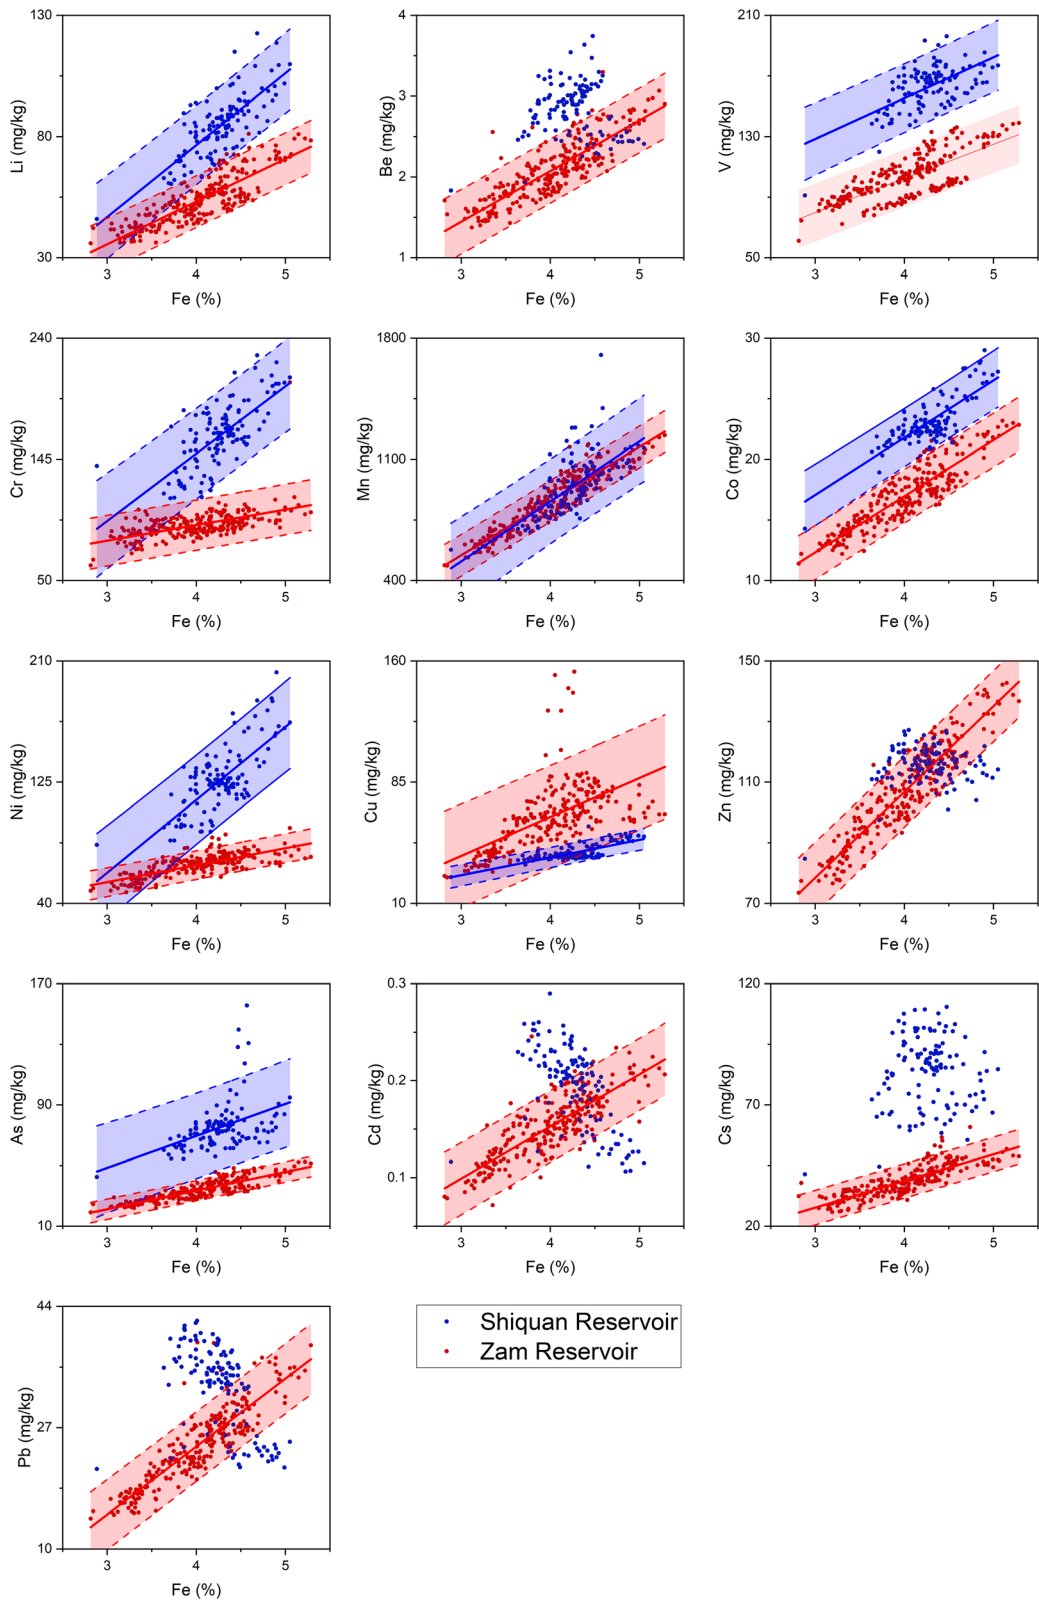 130
80
30
Li (mg/kg)
3
4
5
Fe (%)
4
3
2
1
Be (mg/kg)
3
4
5
Fe (%)
210
130
50
V (mg/kg)
3
4
5
Fe (%)
240
145
50
Cr (mg/kg)
3
4
5
Fe (%)
1800
1100
400
Mn (mg/kg)
3
4
5
Fe (%)
30
20
10
Co (mg/kg)
3
4
5
Fe (%)
210
125
40
Ni (mg/kg)
3
4
5
Fe (%)
160
85
10
Cu (mg/kg)
3
4
5
Fe (%)
150
110
70
Zn (mg/kg)
3
4
5
Fe (%)
170
90
10
As (mg/kg)
3
4
5
Fe (%)
0.3
0.2
0.1
Cd (mg/kg)
3
4
5
Fe (%)
120
70
20
Cs (mg/kg)
3
4
5
Fe (%)
44
27
10
Pb (mg/kg)
3
4
5
Fe (%)
Shiquan Reservoir
Zam Reservoir